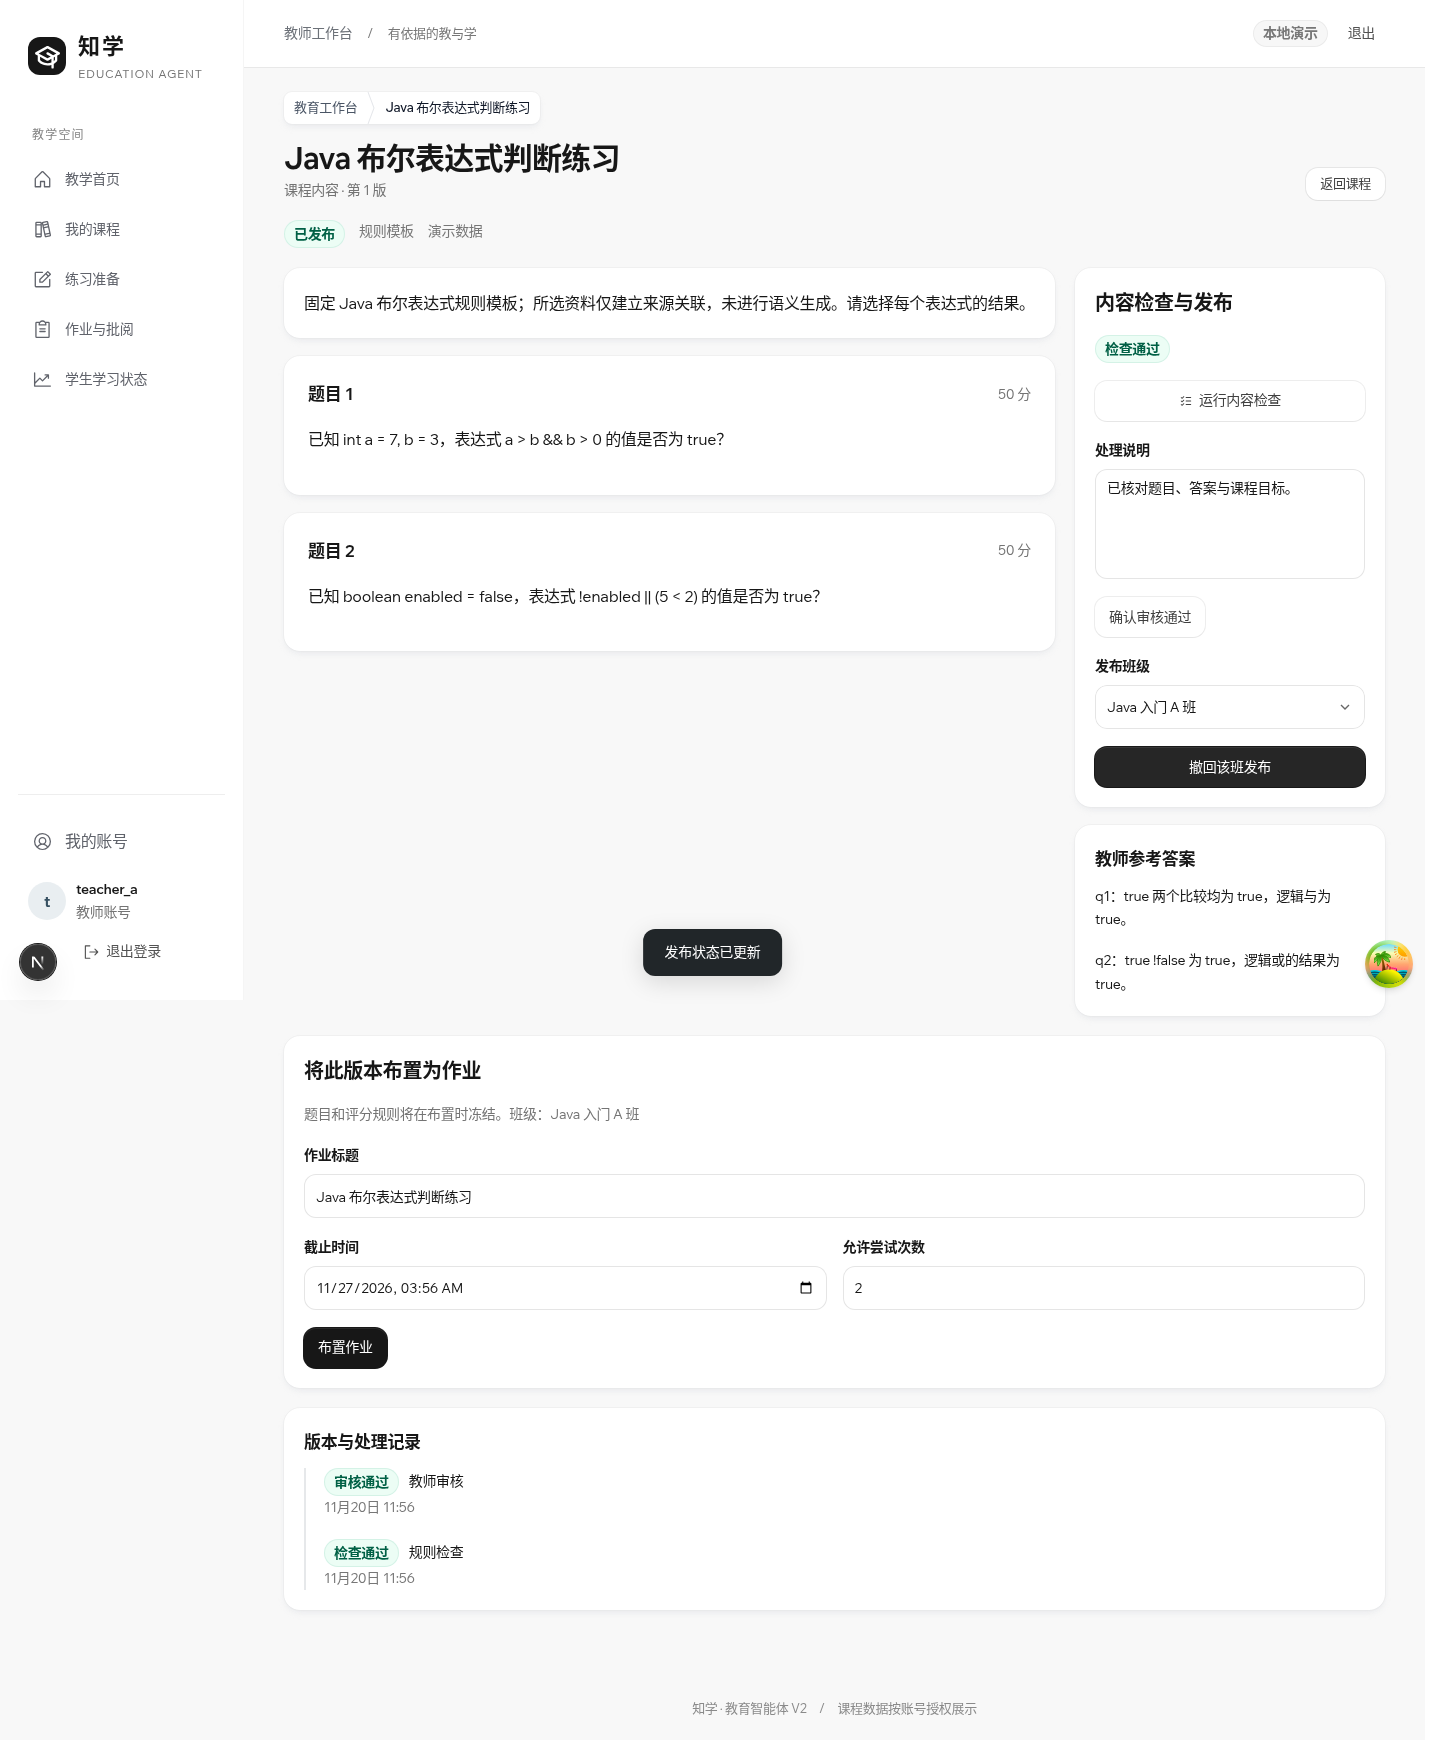 知学
EDUCATION AGENT
教学空间
教学首页
我的课程
练习准备
作业与批阅
学生学习状态
我的账号
t
teacher_a
教师账号
N
退出登录
教师工作台 / 有依据的教与学
本地演示
退出
教育工作台
Java 布尔表达式判断练习
Java 布尔表达式判断练习
课程内容 · 第 1 版
返回课程
已发布 规则模板 演示数据
固定 Java 布尔表达式规则模板；所选资料仅建立来源关联，未进行语义生成。请选择每个表达式的结果。
题目 1
50 分
已知 int a = 7, b = 3，表达式 a > b && b > 0 的值是否为 true？
题目 2
50 分
已知 boolean enabled = false，表达式 !enabled || (5 < 2) 的值是否为 true？
内容检查与发布
检查通过
运行内容检查
处理说明
已核对题目、答案与课程目标。
确认审核通过
发布班级
Java 入门 A 班
撤回该班发布
教师参考答案
q1：true 两个比较均为 true，逻辑与为
true。
q2：true !false 为 true，逻辑或的结果为
true。
发布状态已更新
将此版本布置为作业
题目和评分规则将在布置时冻结。班级：Java 入门 A 班
作业标题
Java 布尔表达式判断练习
截止时间
11/27/2026, 03:56 AM
允许尝试次数
2
布置作业
版本与处理记录
审核通过 教师审核
11月20日 11:56
检查通过 规则检查
11月20日 11:56
知学 · 教育智能体 V2 / 课程数据按账号授权展示